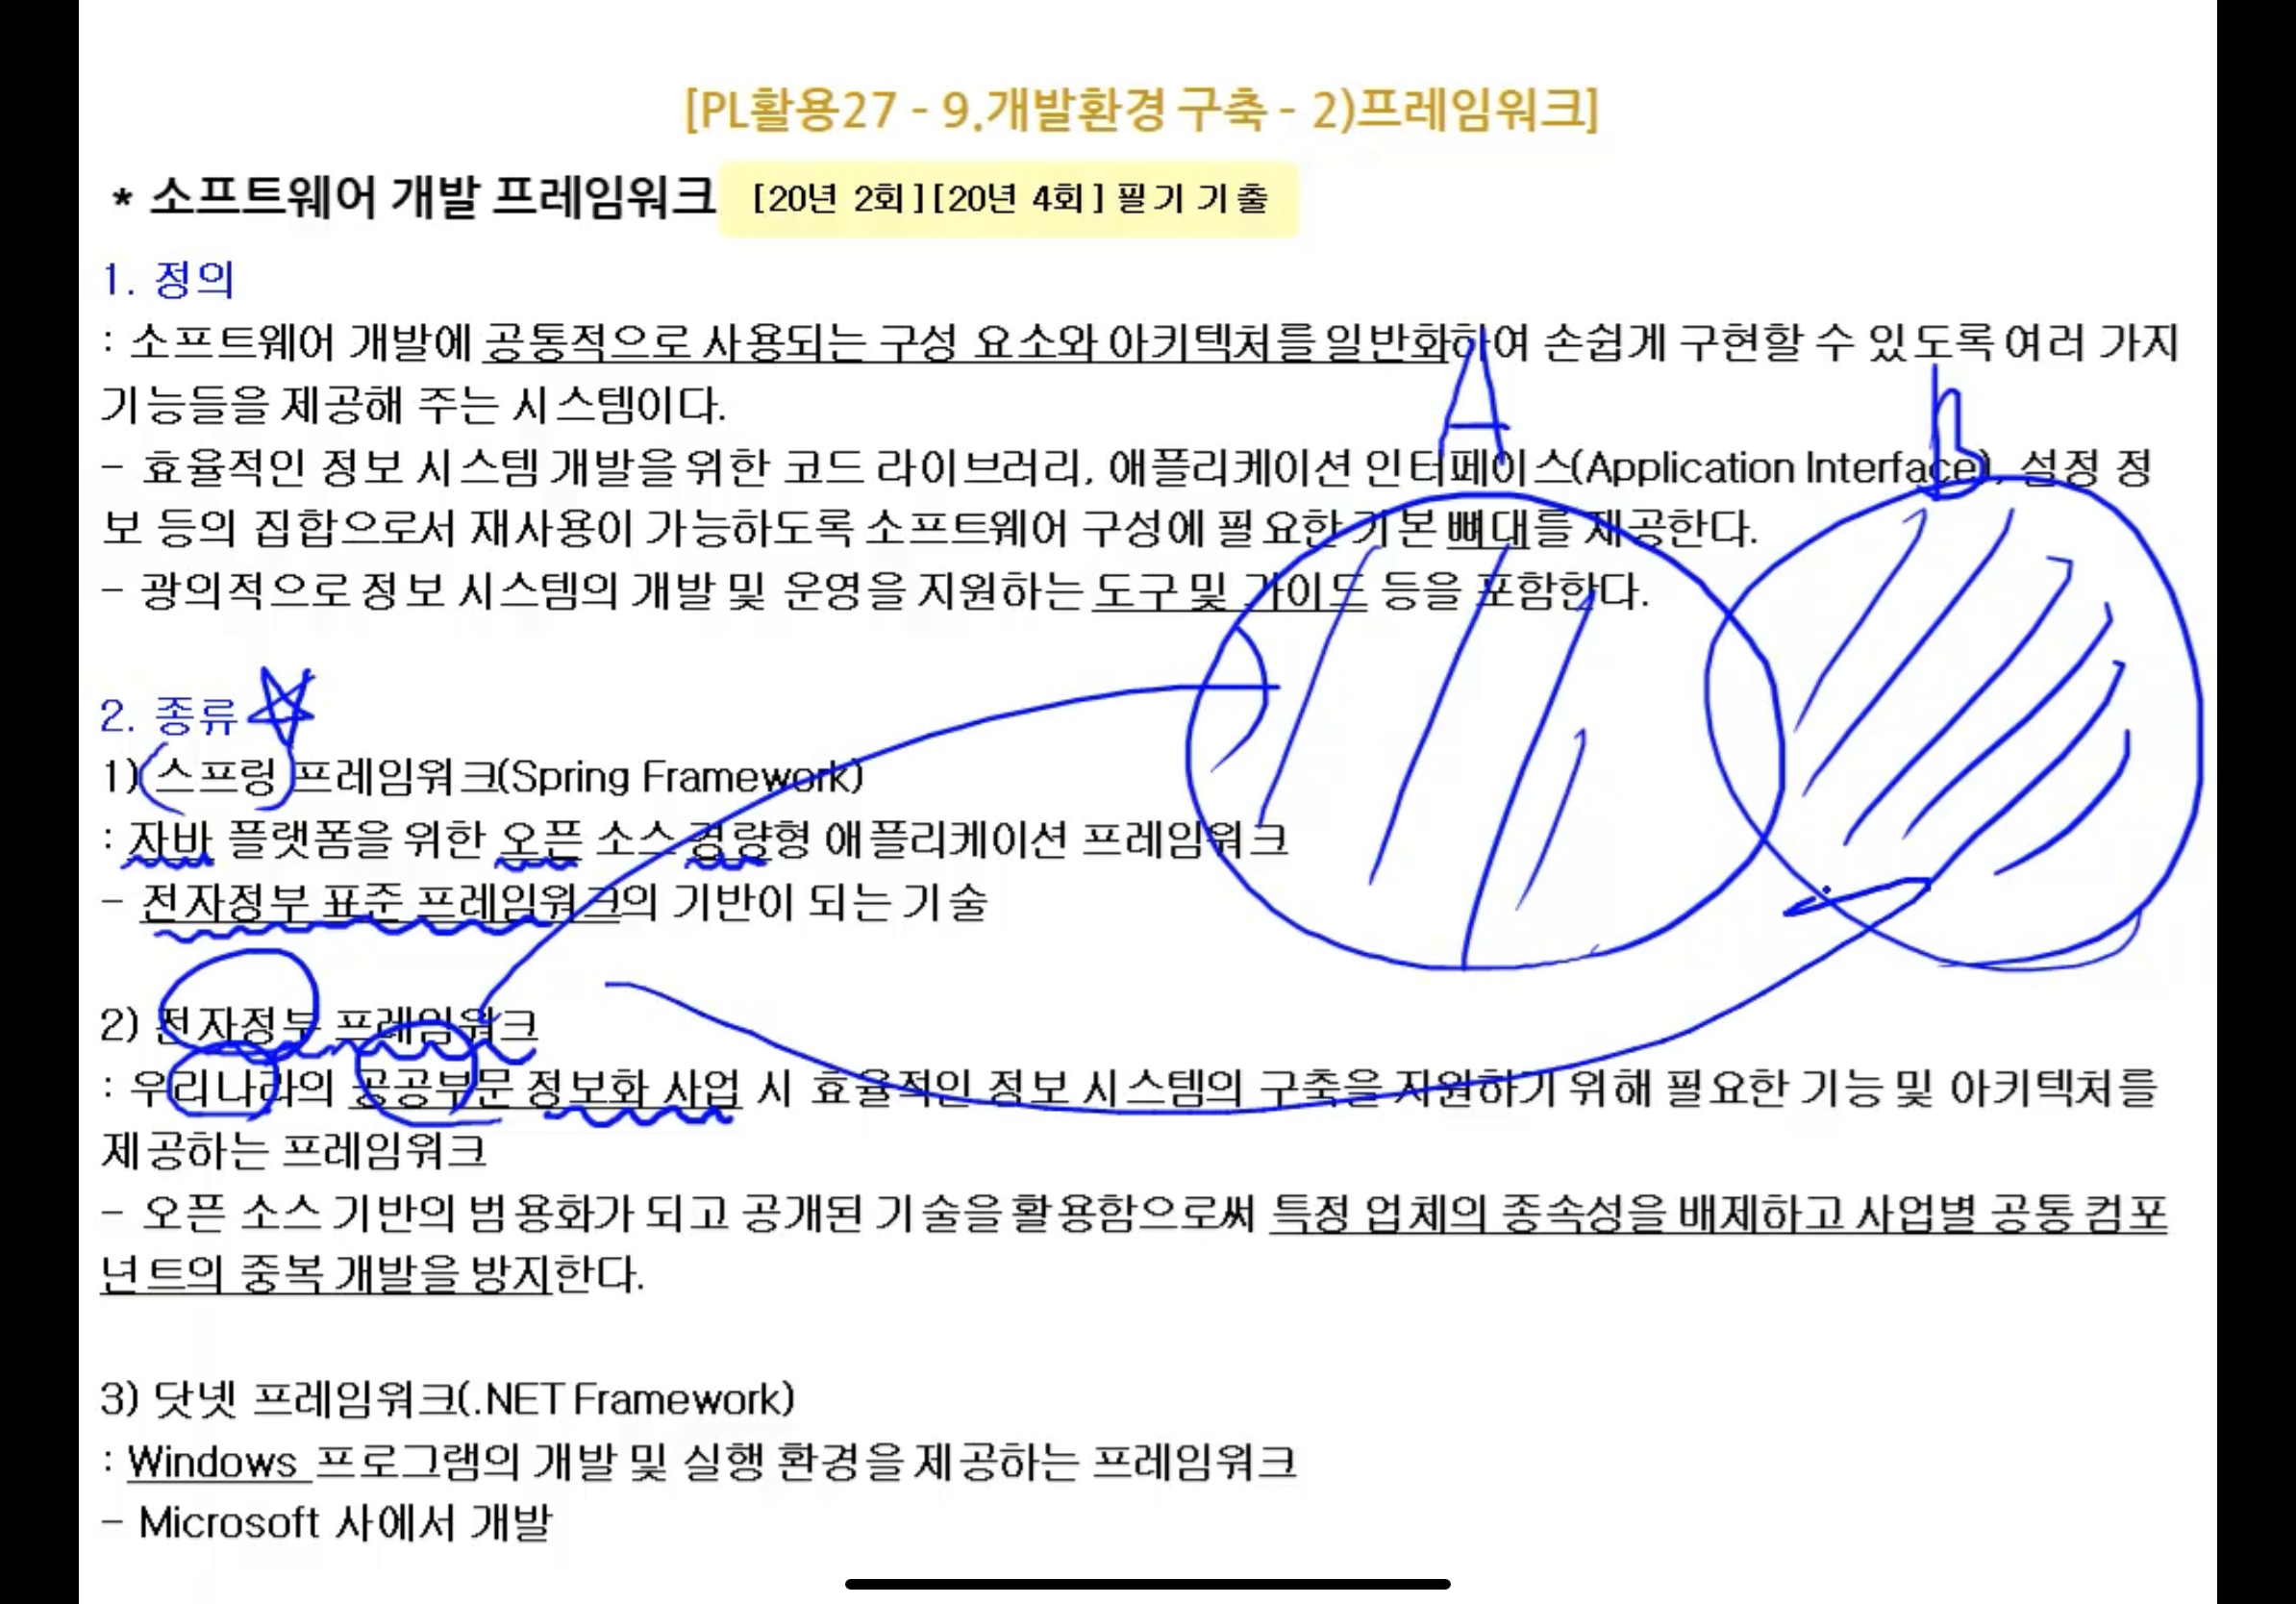 [PL활용27 - 9.개발환경 구축 - 2)프레임워크]
* 소프트웨어 개발 프레임워크 [20년 2회][20년 4회] 필기 기출
1. 정의
: 소프트웨어 개발에 공통적으로 사용되는 구성 요소와 아키텍처를 일반화하여 손쉽게 구현할 수 있도록 여러 가지
기능들을 제공해 주는 시스템이다.
A b
- 효율적인 정보 시스템 개발을 위한 코드 라이브러리, 애플리케이션 인터페이스(Application Interface), 설정 정
보 등의 집합으로서 재사용이 가능하도록 소프트웨어 구성에 필요한 기본 뼈대를 제공한다.
- 광의적으로 정보 시스템의 개발 및 운영을 지원하는 도구 및 가이드 등을 포함한다.
2. 종류
1) 스프링 프레임워크(Spring Framework)
: 자바 플랫폼을 위한 오픈 소스 경량형 애플리케이션 프레임워크
- 전자정부 표준 프레임워크의 기반이 되는 기술
2) 전자정부 프레임워크
: 우리나라의 공공부문 정보화 사업 시 효율적인 정보 시스템의 구축을 지원하기 위해 필요한 기능 및 아키텍처를
제공하는 프레임워크
- 오픈 소스 기반의 범용화가 되고 공개된 기술을 활용함으로써 특정 업체의 종속성을 배제하고 사업별 공통 컴포
넌트의 중복 개발을 방지한다.
3) 닷넷 프레임워크(.NET Framework)
: Windows 프로그램의 개발 및 실행 환경을 제공하는 프레임워크
- Microsoft 사에서 개발